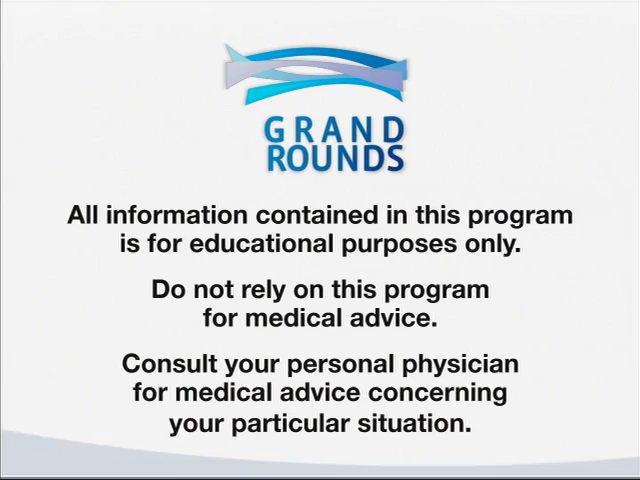 GRAND
ROUNDS
All information contained in this program
is for educational purposes only.
Do not rely on this program
for medical advice.
Consult your personal physician
for medical advice concerning
your particular situation.